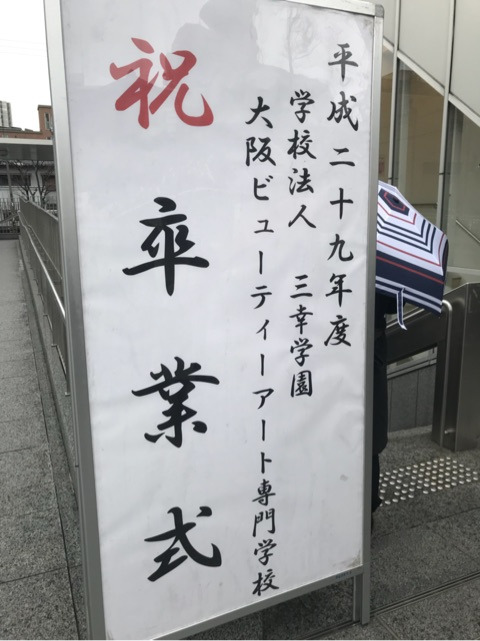 平成二十九年度
学校法人 三幸学園
大阪ビューティーアート専門学校
祝卒業式